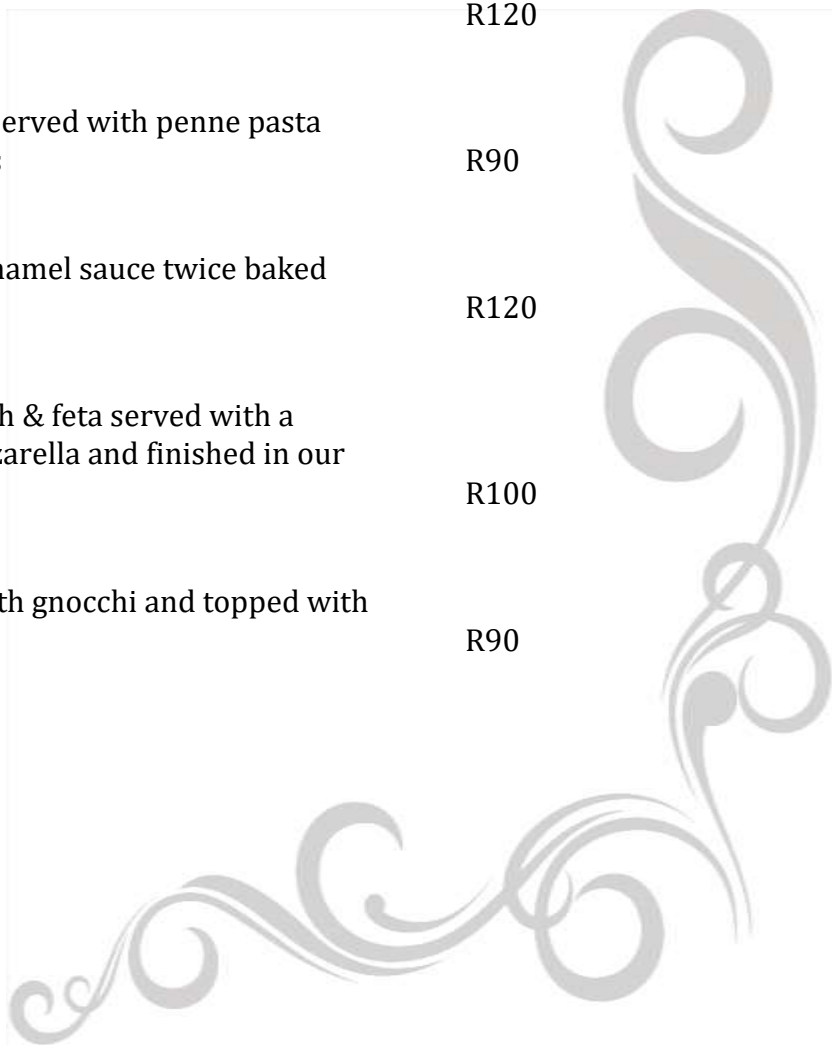 R120
erved with penne pasta
R90
namel sauce twice baked
R120
h & feta served with a
zarella and finished in our
R100
th gnocchi and topped with
R90